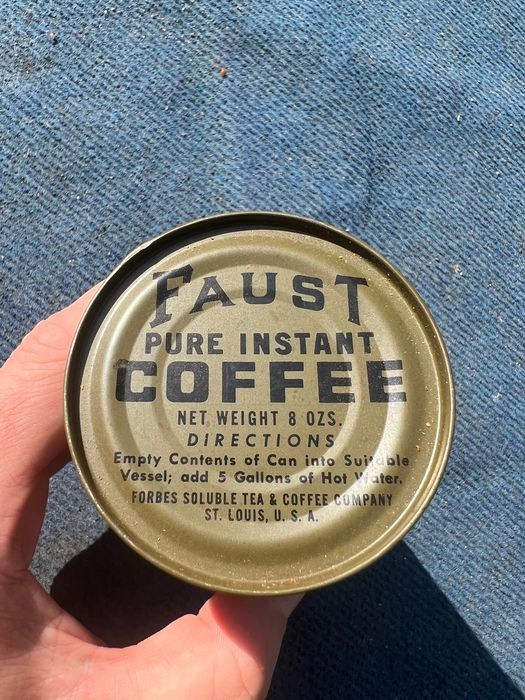 FAUST
PURE INSTANT
COFFEE
NET WEIGHT 8 OZS.
DIRECTIONS
Empty Contents of Can into Suitable
Vessel; add 5 Gallons of Hot Water.
FORBES SOLUBLE TEA & COFFEE COMPANY
ST. LOUIS, U. S. A.